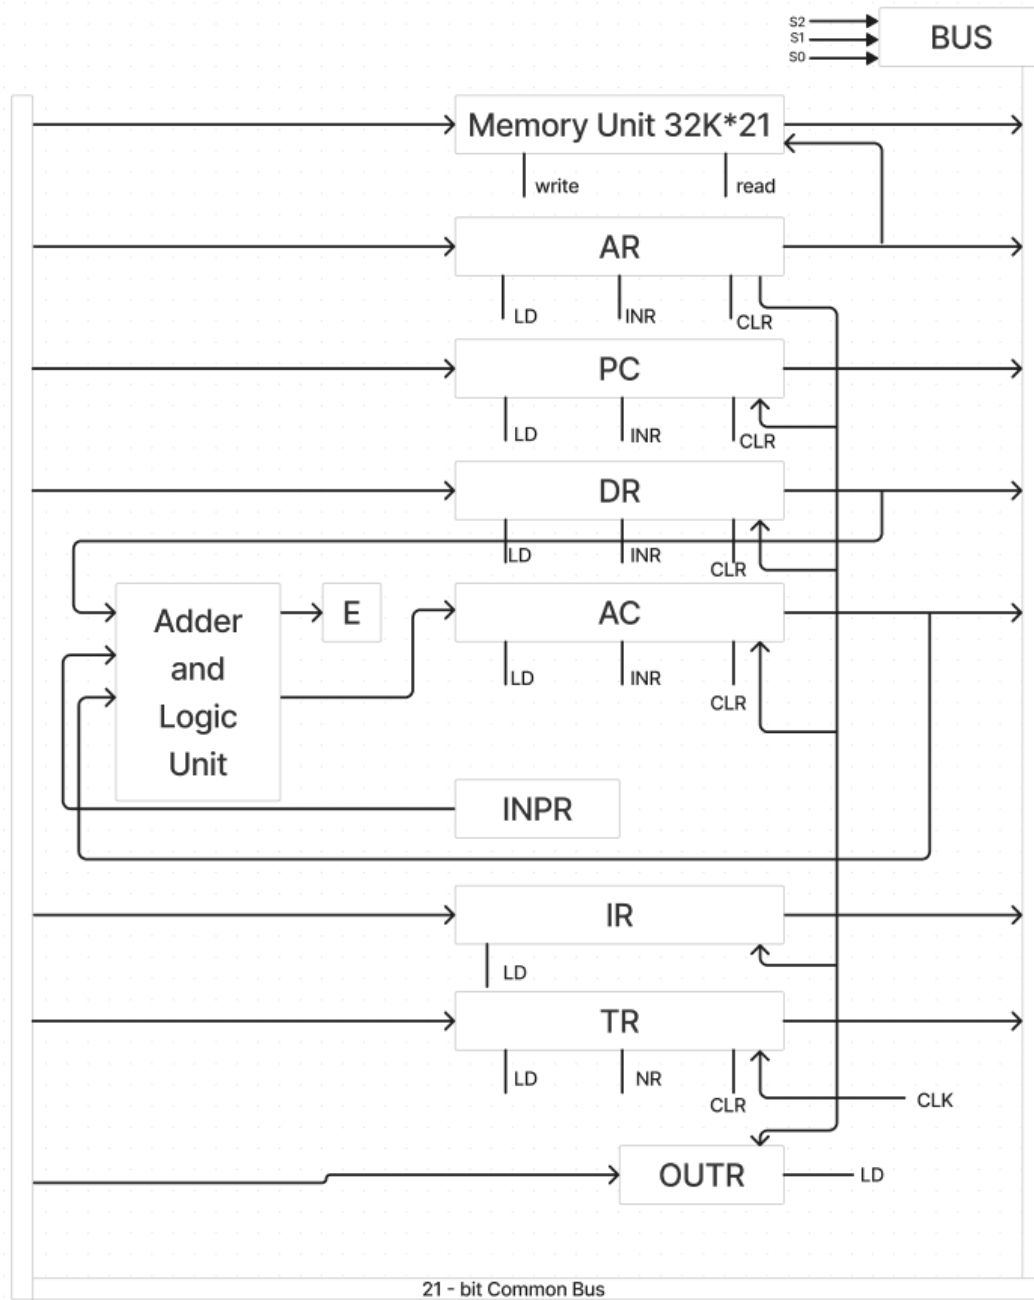 S2
S1
S0
BUS
Memory Unit 32K*21
write
read
AR
LD
INR
CLR
PC
LD
INR
CLR
DR
LD
INR
CLR
Adder
and
Logic
Unit
E
AC
LD
INR
CLR
INPR
IR
LD
TR
LD
NR
CLR
CLK
OUTR
LD
21 - bit Common Bus